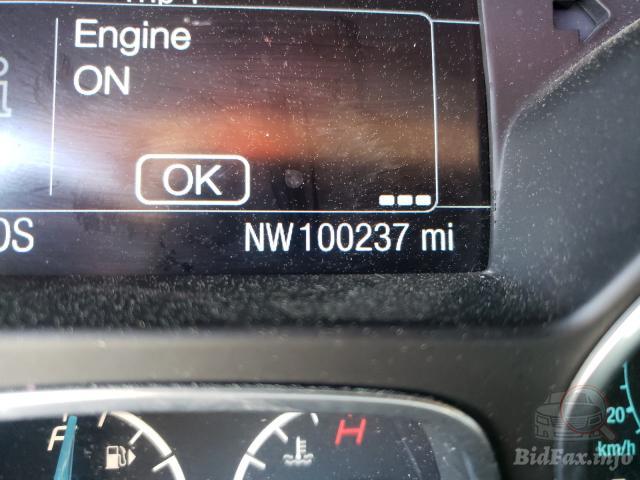 Engine
ON
OK
NW100237 mi
F
H
20
km/h
BidFax.info